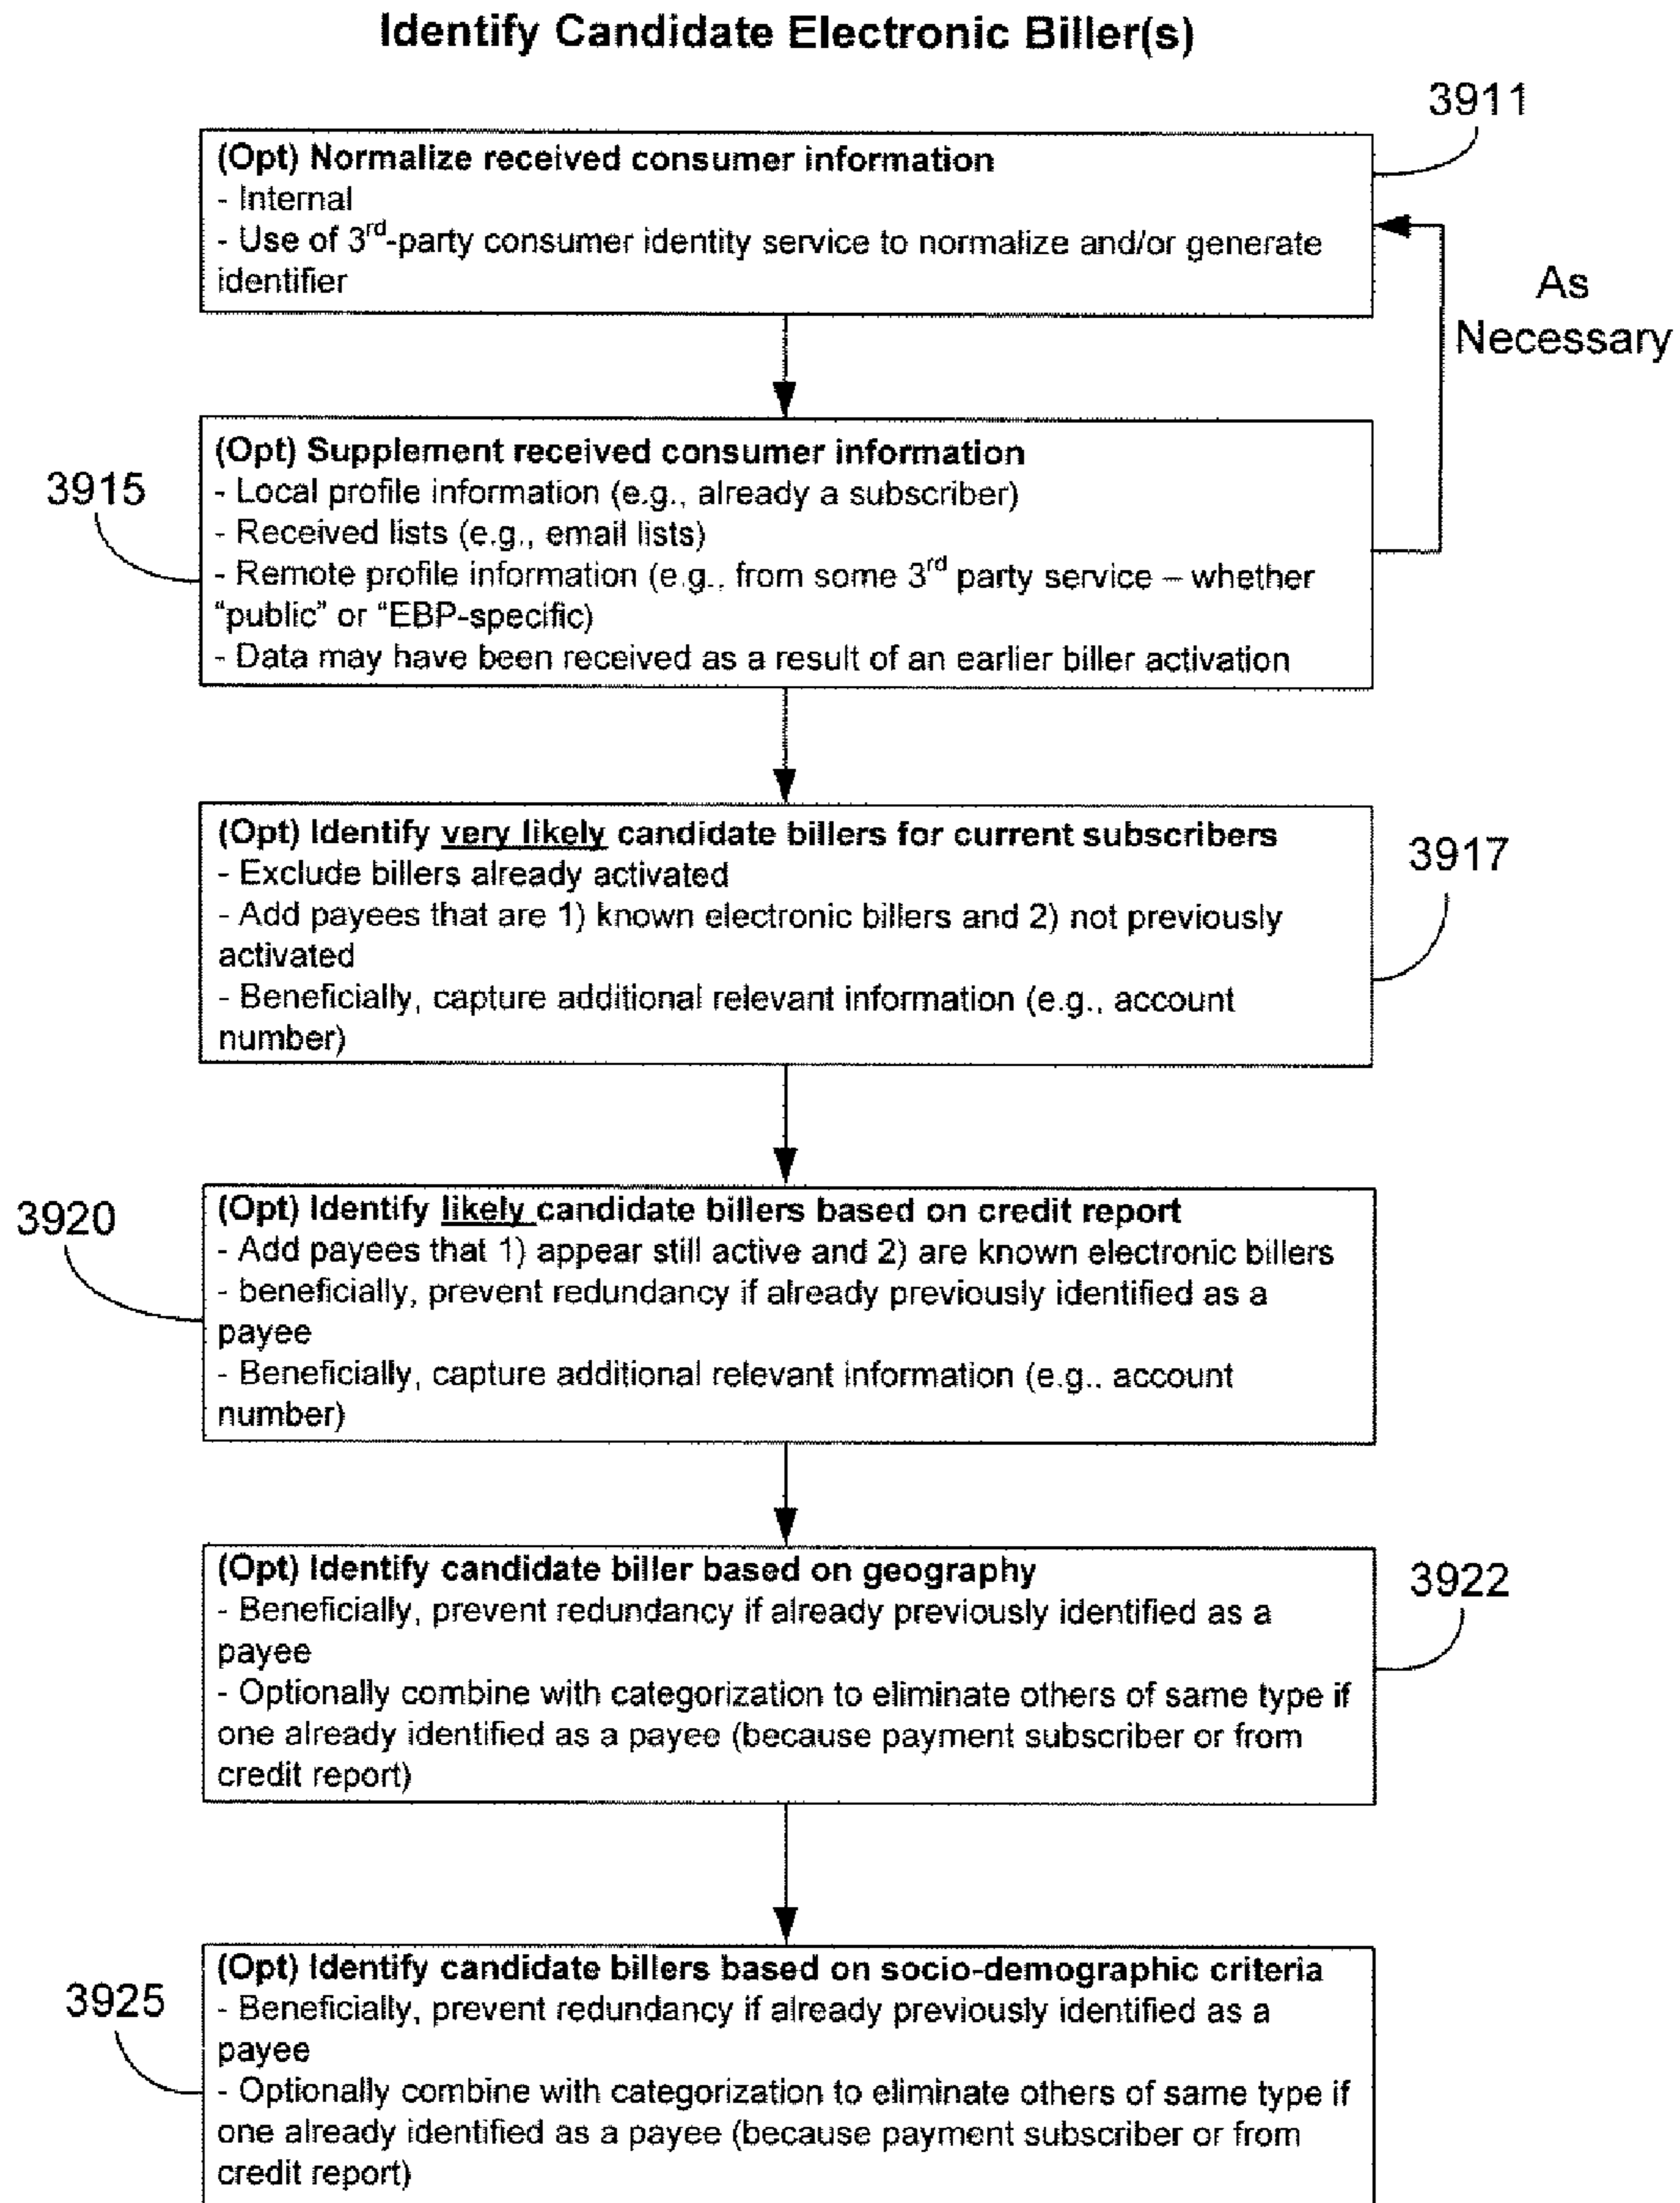 Identify Candidate Electronic Biller(s)
3911
(Opt) Normalize received consumer information
- Internal
- Use of 3rd-party consumer identity service to normalize and/or generate
identifier
As
Necessary
(Opt) Supplement received consumer information
3915
- Local profile information (e.g., already a subscriber)
- Received lists (e.g., email lists)
- Remote profile information (e.g., from some 3rd party service – whether
“public” or “EBP-specific)
- Data may have been received as a result of an earlier biller activation
(Opt) Identify very likely candidate billers for current subscribers
3917
- Exclude billers already activated
- Add payees that are 1) known electronic billers and 2) not previously
activated
- Beneficially, capture additional relevant information (e.g., account
number)
3920
(Opt) Identify likely candidate billers based on credit report
- Add payees that 1) appear still active and 2) are known electronic billers
- beneficially, prevent redundancy if already previously identified as a
payee
- Beneficially, capture additional relevant information (e.g., account
number)
(Opt) Identify candidate biller based on geography
3922
- Beneficially, prevent redundancy if already previously identified as a
payee
- Optionally combine with categorization to eliminate others of same type if
one already identified as a payee (because payment subscriber or from
credit report)
(Opt) Identify candidate billers based on socio-demographic criteria
3925
- Beneficially, prevent redundancy if already previously identified as a
payee
- Optionally combine with categorization to eliminate others of same type if
one already identified as a payee (because payment subscriber or from
credit report)